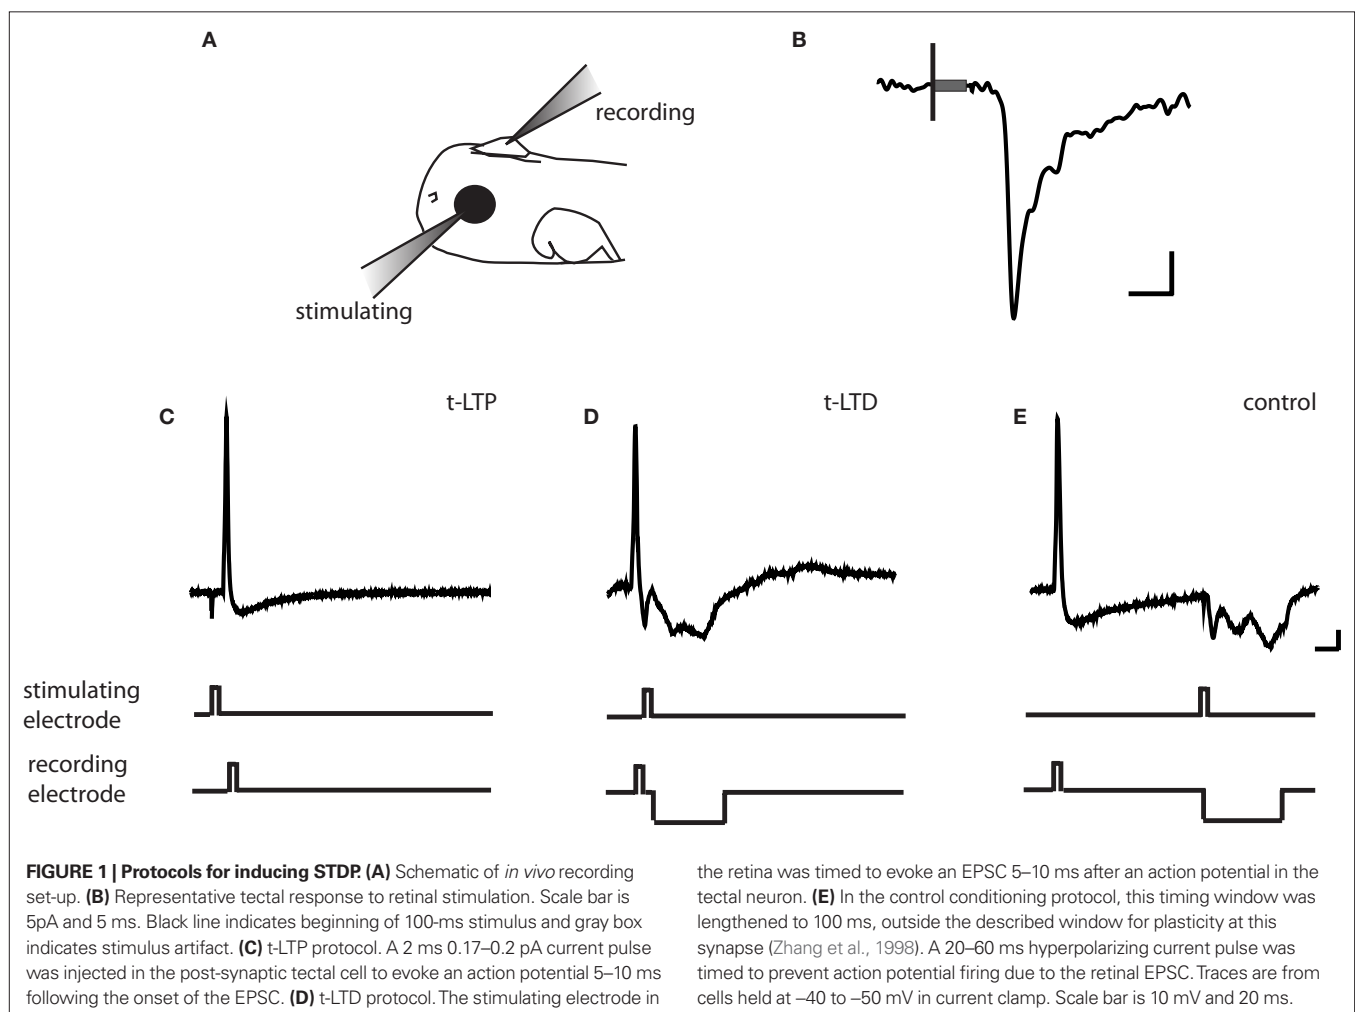 A
B
recording
stimulating
C
t-LTP
D
t-LTD
E
control
stimulating
electrode
recording
electrode
FIGURE 1 | Protocols for inducing STDP. (A) Schematic of in vivo recording
set-up. (B) Representative tectal response to retinal stimulation. Scale bar is
5pA and 5 ms. Black line indicates beginning of 100-ms stimulus and gray box
indicates stimulus artifact. (C) t-LTP protocol. A 2 ms 0.17–0.2 pA current pulse
was injected in the post-synaptic tectal cell to evoke an action potential 5–10 ms
following the onset of the EPSC. (D) t-LTD protocol. The stimulating electrode in
the retina was timed to evoke an EPSC 5–10 ms after an action potential in the
tectal neuron. (E) In the control conditioning protocol, this timing window was
lengthened to 100 ms, outside the described window for plasticity at this
synapse (Zhang et al., 1998). A 20–60 ms hyperpolarizing current pulse was
timed to prevent action potential firing due to the retinal EPSC. Traces are from
cells held at –40 to –50 mV in current clamp. Scale bar is 10 mV and 20 ms.